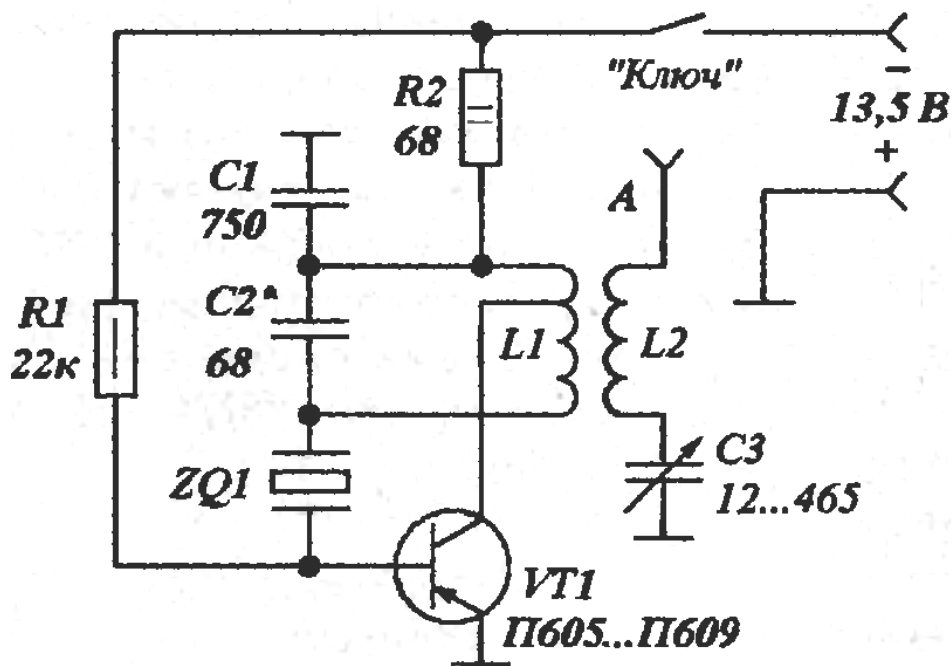 "Ключ"
R2
68
−
13,5 В
+
C1
750
A
C2*
68
R1
22к
L1
L2
ZQ1
C3
12...465
VT1
П605...П609